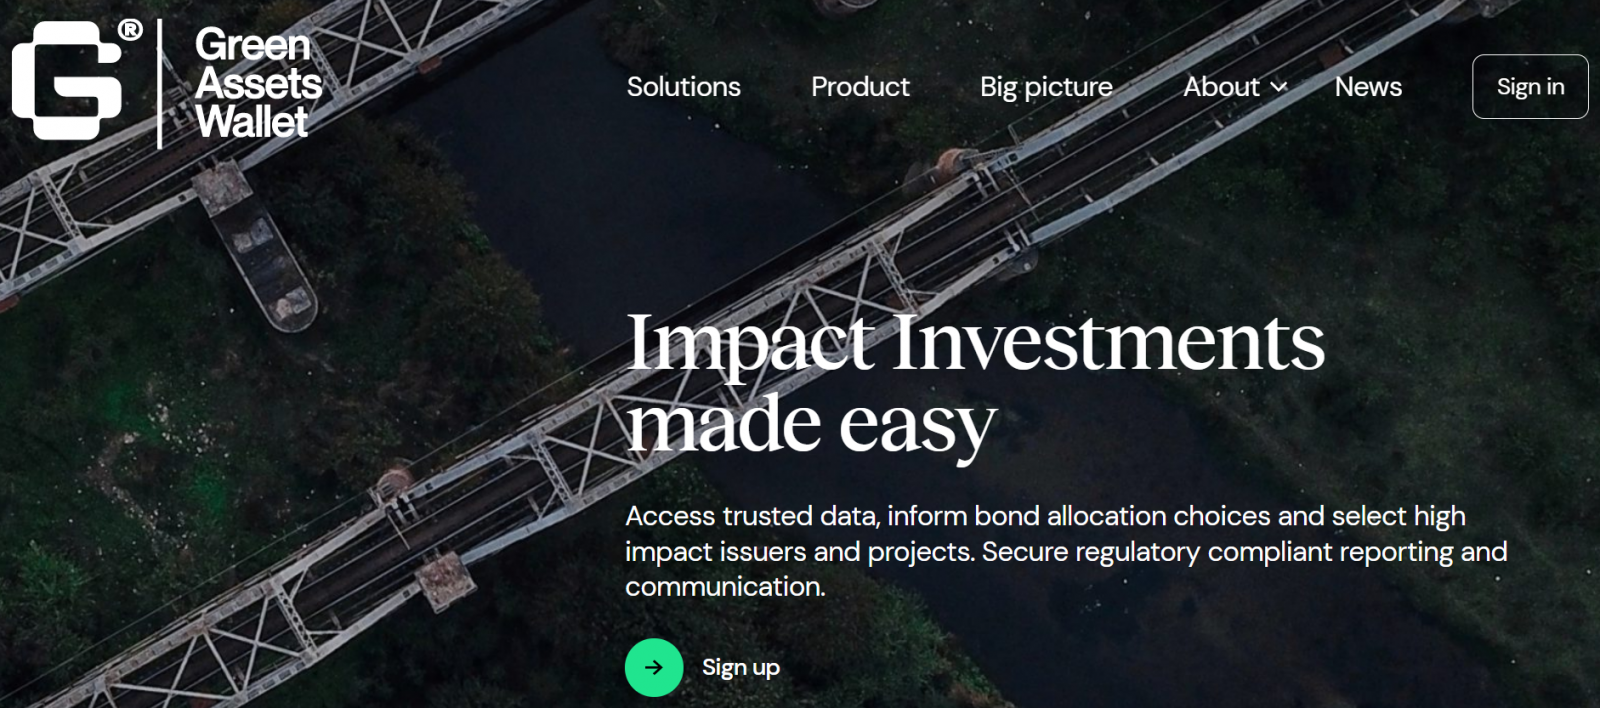 G®
Green
Assets
Wallet
Solutions
Product
Big picture
About
News
Sign in
Impact Investments
made easy
Access trusted data, inform bond allocation choices and select high
impact issuers and projects. Secure regulatory compliant reporting and
communication.
Sign up